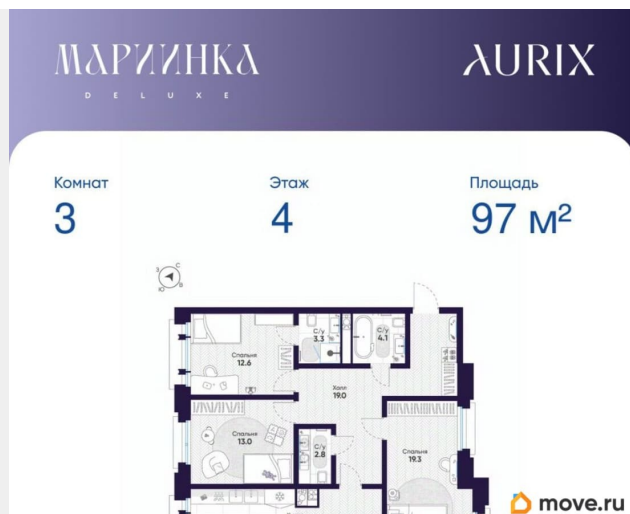 МАРИИНКА
DELUXE
AURIX
Комнат
3
Этаж
4
Площадь
97 м²
С
З
В
Ю
С/у
3.3
С/у
4.1
Спальня
12.6
Холл
19.0
Спальня
13.0
С/у
2.8
Спальня
19.3
move.ru